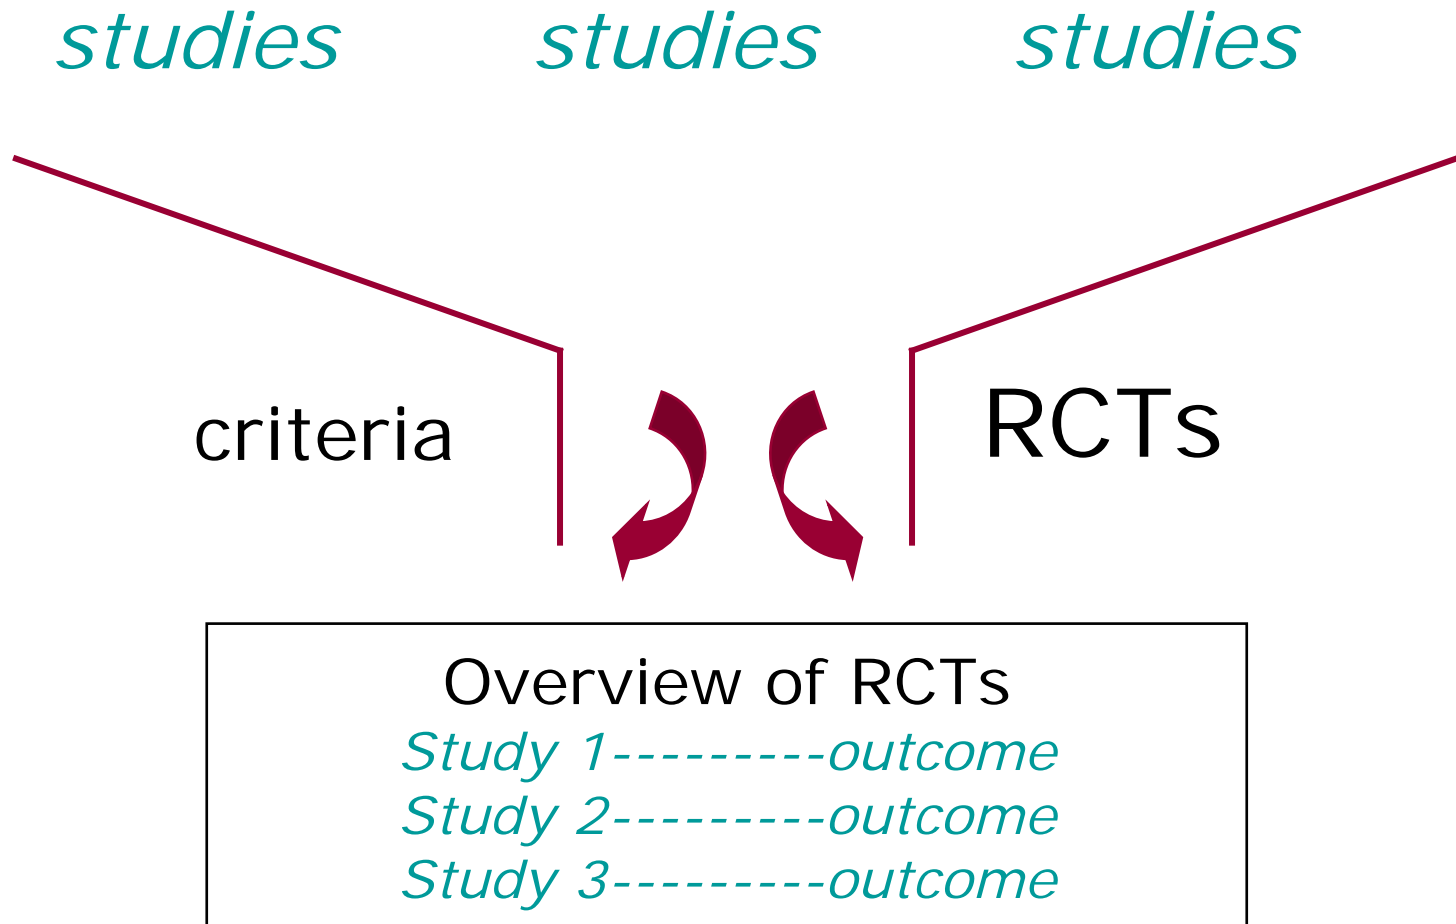 studies studies studies
criteria RCTs
Overview of RCTs
Study 1---------outcome
Study 2---------outcome
Study 3---------outcome